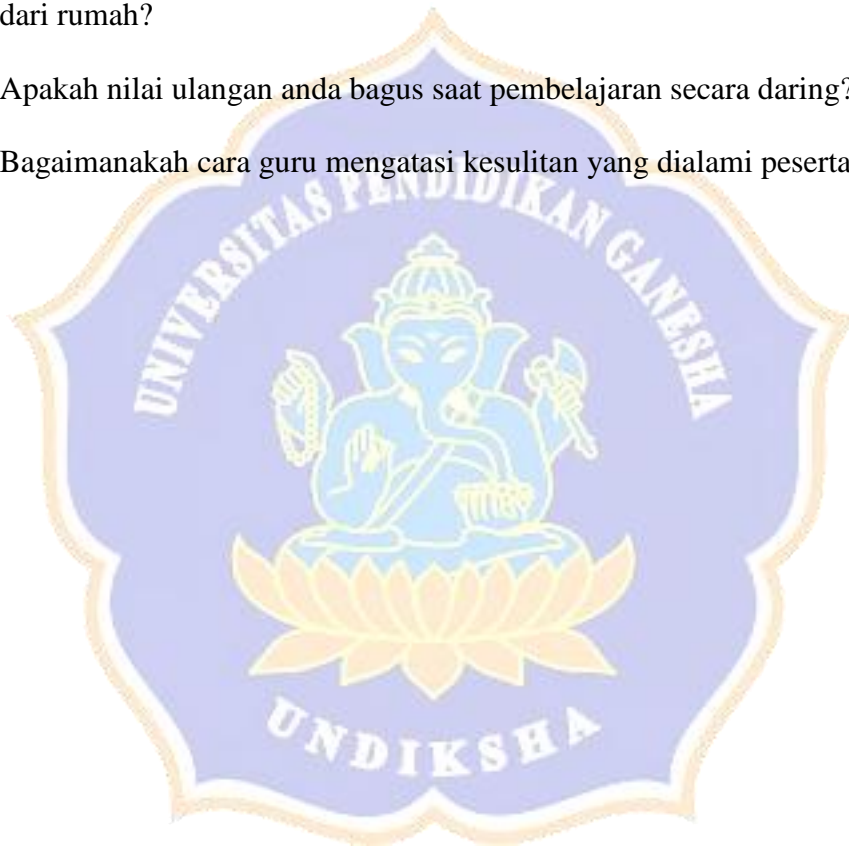 dari rumah?
Apakah nilai ulangan anda bagus saat pembelajaran secara daring?
Bagaimanakah cara guru mengatasi kesulitan yang dialami peserta
UNIVERSITAS PENDIDIKAN GANESHA
UNDIKSHA